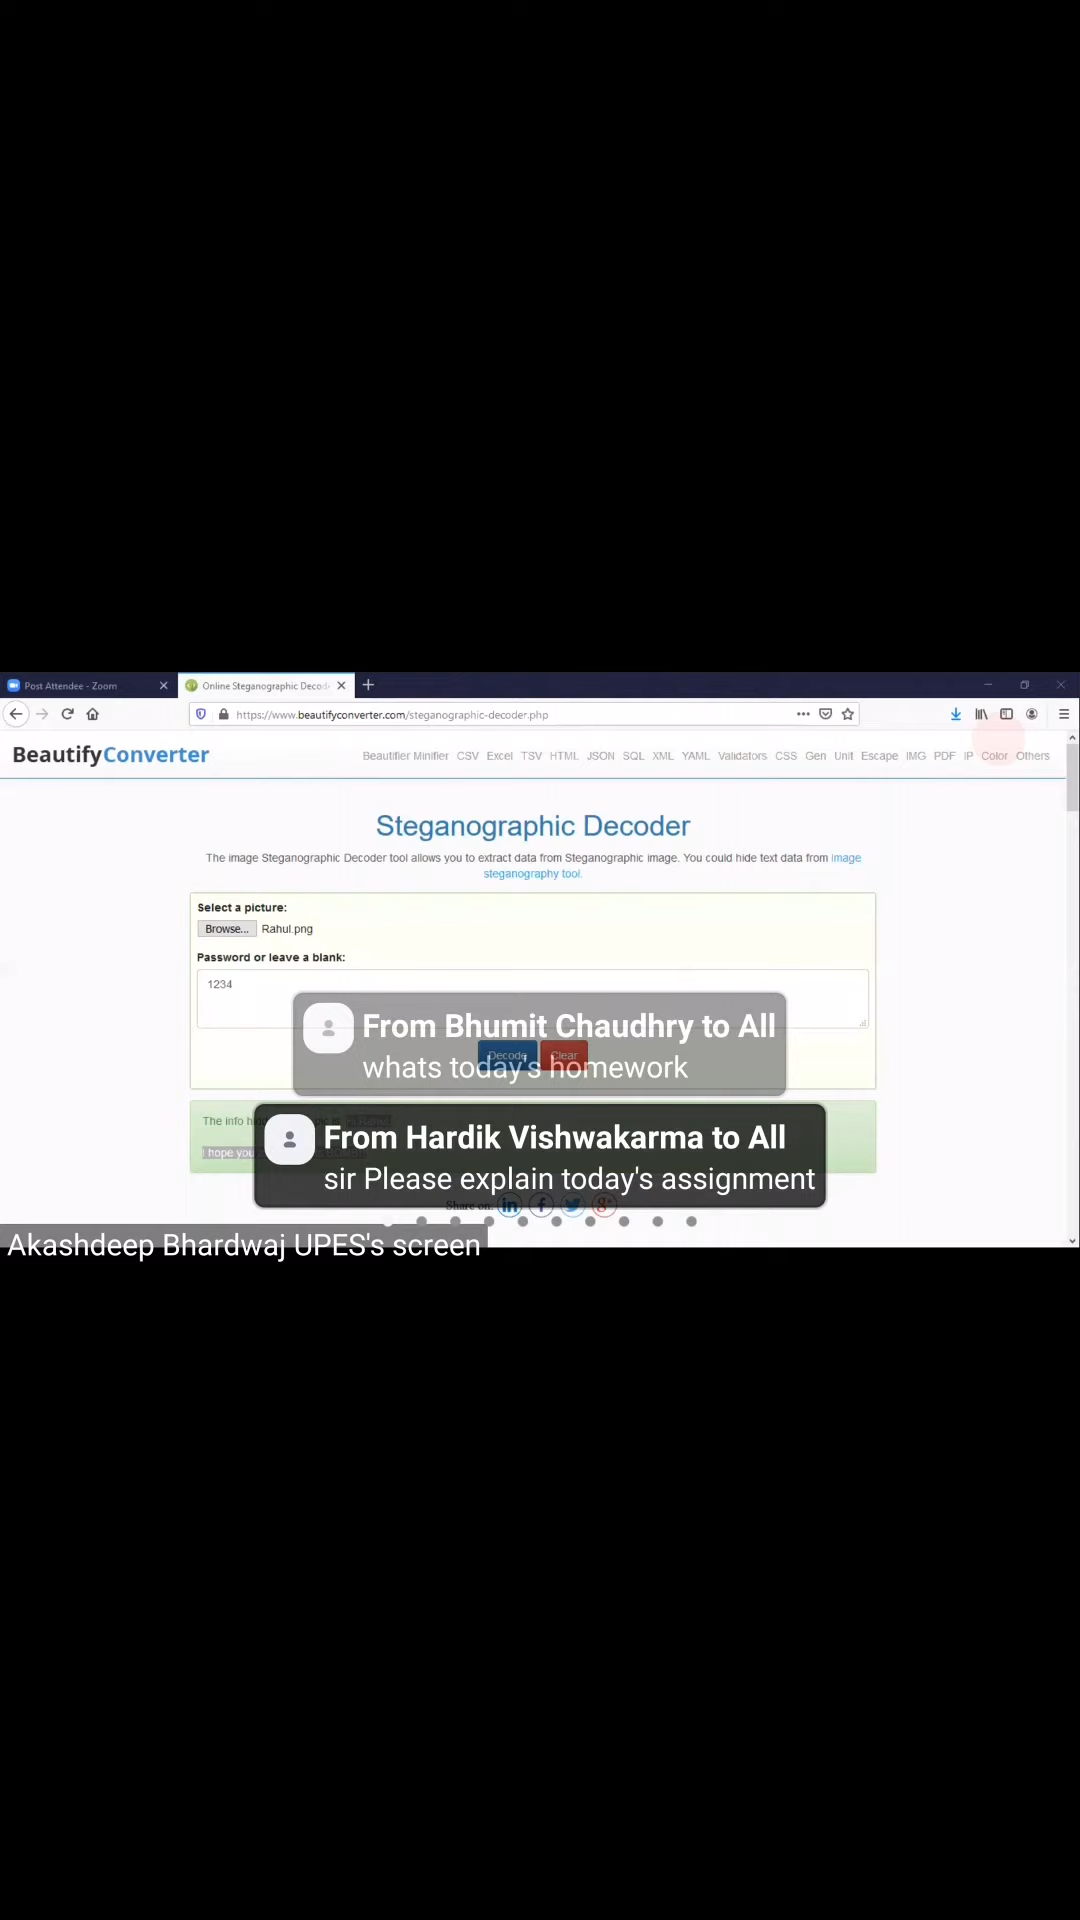 Post Attendee - Zoom
Online Steganographic Decod
https://www.beautifyconverter.com/steganographic-decoder.php
BeautifyConverter
Beautifier Minifier CSV Excel TSV HTML JSON SQL XML YAML Validators CSS Gen Unit Escape IMG PDF IP Color Others
Steganographic Decoder
The image Steganographic Decoder tool allows you to extract data from Steganographic image. You could hide text data from image
steganography tool.
Select a picture:
Browse... Rahul.png
Password or leave a blank:
1234
From Bhumit Chaudhry to All
Decode Clear
whats today's homework
The info
From Hardik Vishwakarma to All
I hope you
sir Please explain today's assignment
Share on:
Akashdeep Bhardwaj UPES's screen